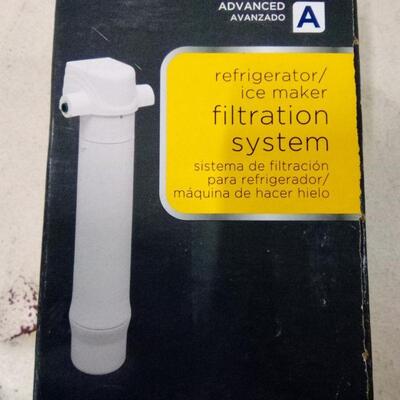 ADVANCED
AVANZADO
A
refrigerator/
ice maker
filtration
system
sistema de filtración
para refrigerador/
máquina de hacer hielo